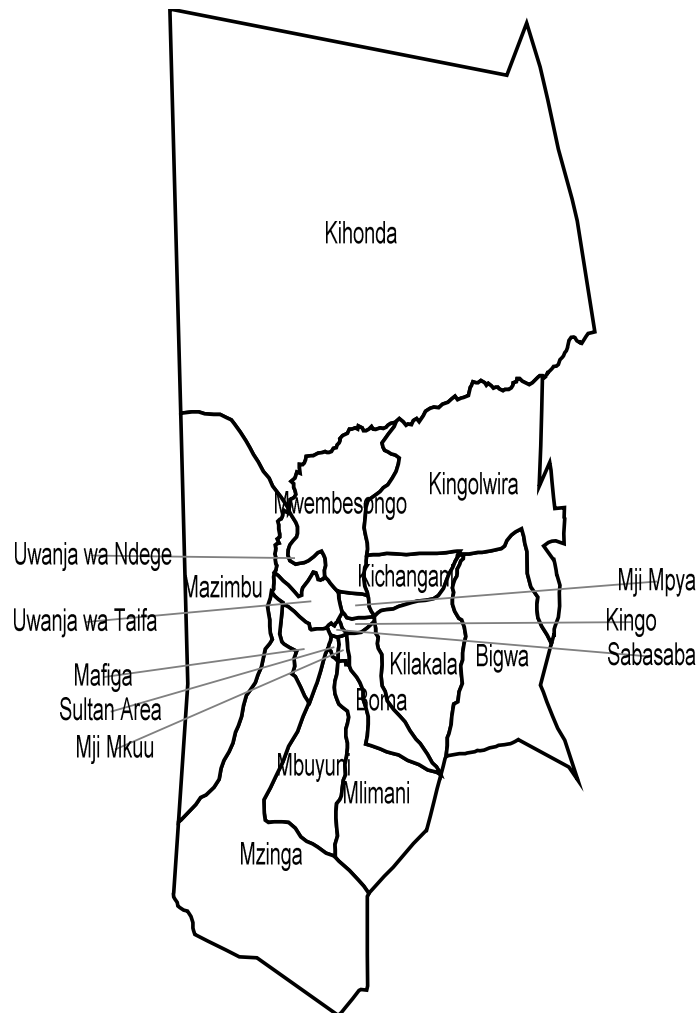 Kihonda
Kingolwira
Mwembesongo
Uwanja wa Ndege
Kichangani
Mji Mpya
Mazimbu
Uwanja wa Taifa
Kingo
Sabasaba
Bigwa
Kilakala
Mafiga
Boma
Sultan Area
Mji Mkuu
Mbuyuni
Mlimani
Mzinga